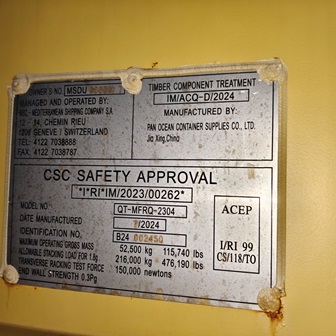 OWNER'S NO MSDU
MANAGED AND OPERATED BY:
MSC - MEDITERRANEAN SHIPPING COMPANY S.A
12 - 14, CHEMIN RIEU
1208 GENEVE / SWITZERLAND
TEL: 4122 7038888
FAX: 4122 7038787
TIMBER COMPONENT TREATMENT
IM/ACQ-D/2024
MANUFACTURED BY:
PAN OCEAN CONTAINER SUPPLIES CO., LTD.
Jia Xing, China
CSC SAFETY APPROVAL
*I*RI*IM/2023/00262*
MODEL NO QT-MFRQ-2304
DATE MANUFACTURED /2024
IDENTIFICATION NO. B24
MAXIMUM OPERATING GROSS MASS 52,500 kg 115,740 lbs
ALLOWABLE STACKING LOAD FOR 1.8g 216,000 kg 476,190 lbs
TRANSVERSE RACKING TEST FORCE 150,000 newtons
END WALL STRENGTH 0.3Pg
ACEP
I/RI 99
CS/118/TO